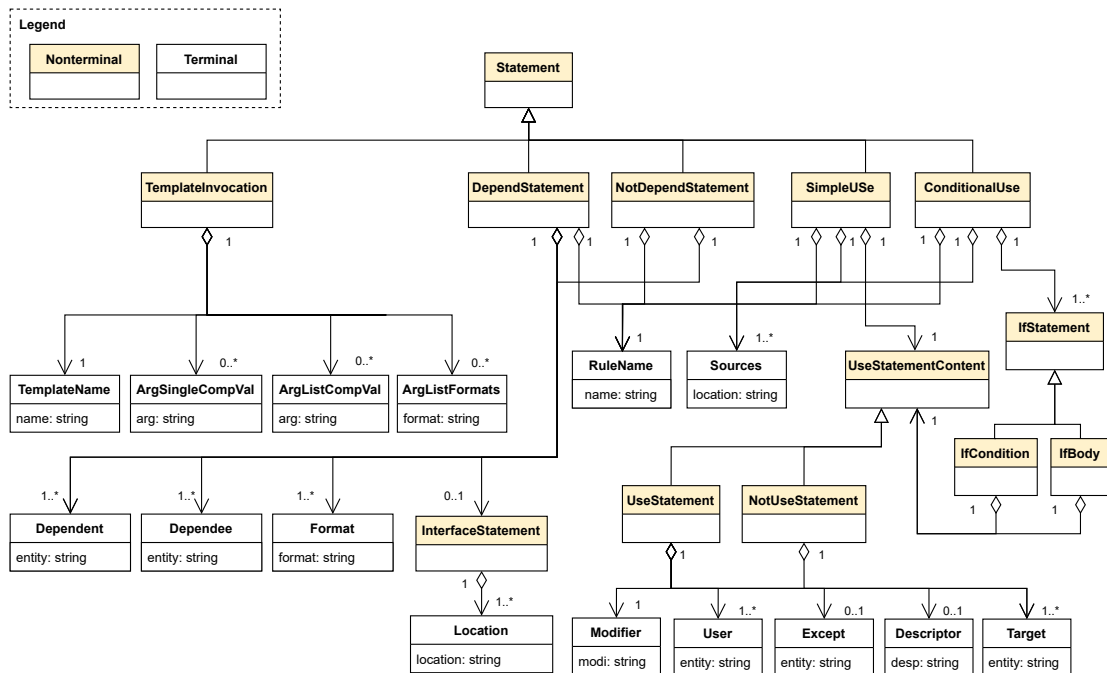 Legend
Nonterminal
Terminal
Statement
TemplateInvocation
DependStatement
NotDependStatement
SimpleUSe
ConditionalUse
1
1
1
1
1
1
1
1
1
1
1
1..*
IfStatement
1
0..*
0..*
0..*
1
1..*
1
TemplateName
name: string
ArgSingleCompVal
arg: string
ArgListCompVal
arg: string
ArgListFormats
format: string
RuleName
name: string
Sources
location: string
UseStatementContent
1
IfCondition
IfBody
1
1
1..*
1..*
1..*
0..1
UseStatement
NotUseStatement
Dependent
entity: string
Dependee
entity: string
Format
format: string
InterfaceStatement
1
1
1
1..*
1
1..*
0..1
0..1
1..*
Location
location: string
Modifier
modi: string
User
entity: string
Except
entity: string
Descriptor
desp: string
Target
entity: string